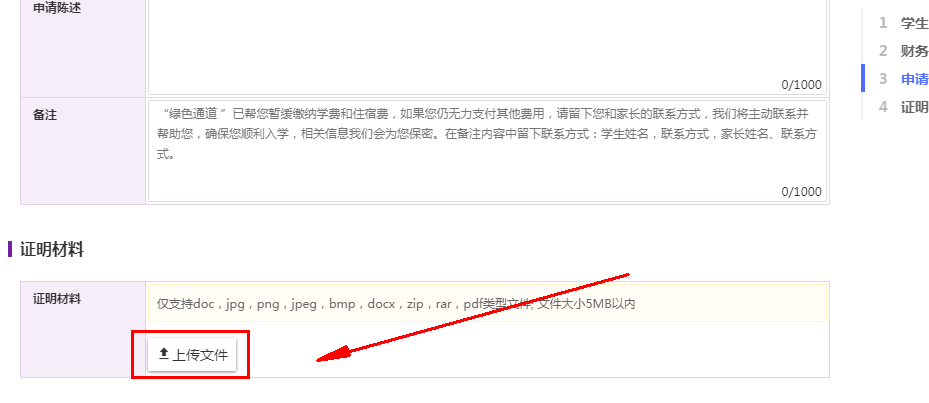 申请陈述
0/1000
备注
“绿色通道 ”已帮您暂缓缴纳学费和住宿费，如果您仍无力支付其他费用，请留下您和家长的联系方式，我们将主动联系并
帮助您，确保您顺利入学，相关信息我们会为您保密。在备注内容中留下联系方式：学生姓名，联系方式，家长姓名、联系方
式。
0/1000
证明材料
证明材料
仅支持doc，jpg，png，jpeg，bmp，docx，zip，rar，pdf类型文件; 文件大小5MB以内
上传文件
1 学生
2 财务
3 申请
4 证明